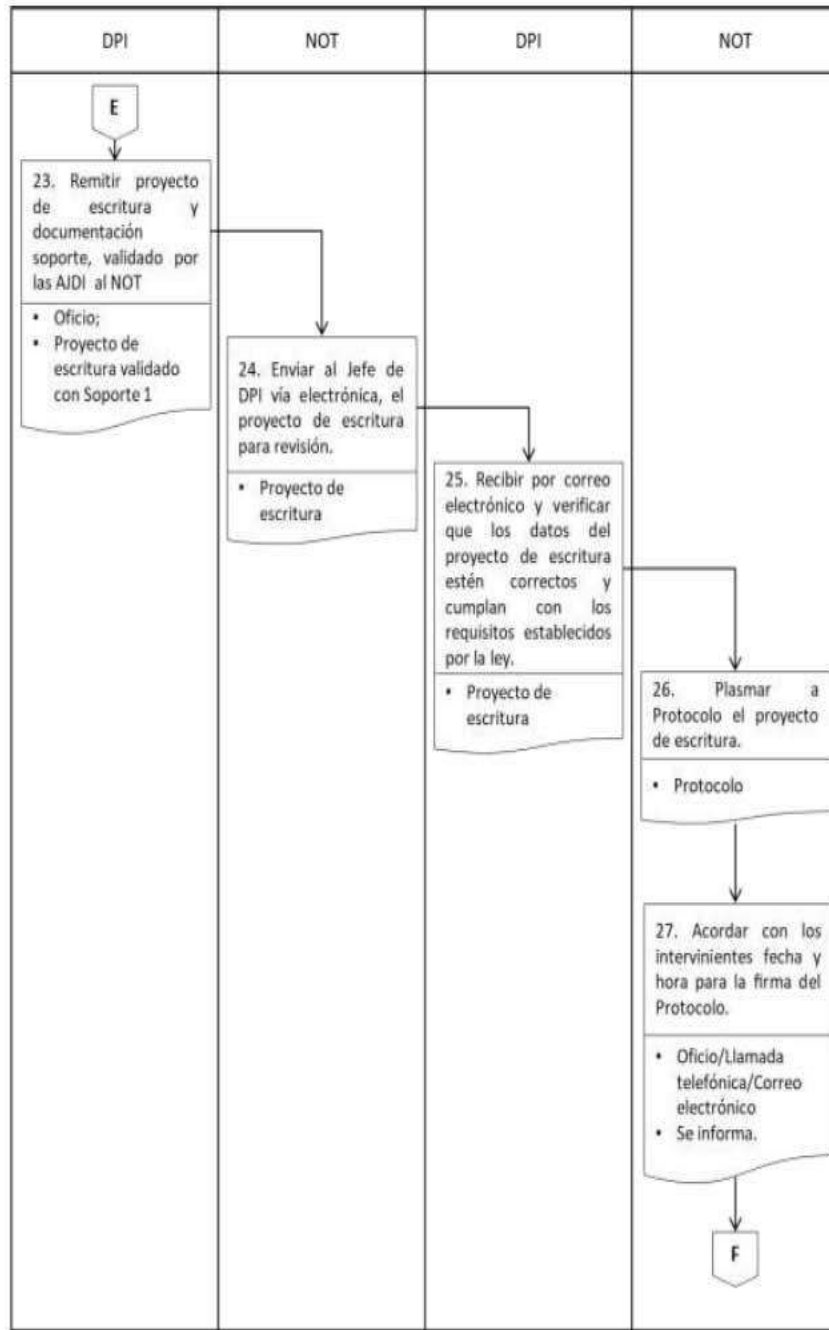 DPI
NOT
DPI
NOT
E
23. Remitir proyecto
de escritura y
documentación
soporte, validado por
las AJDI al NOT
• Oficio;
• Proyecto de
escritura validado
con Soporte 1
24. Enviar al Jefe de
DPI vía electrónica, el
proyecto de escritura
para revisión.
• Proyecto de
escritura
25. Recibir por correo
electrónico y verificar
que los datos del
proyecto de escritura
estén correctos y
cumplan con los
requisitos establecidos
por la ley.
• Proyecto de
escritura
26. Plasmar a
Protocolo el proyecto
de escritura.
• Protocolo
27. Acordar con los
intervinientes fecha y
hora para la firma del
Protocolo.
• Oficio/Llamada
telefónica/Correo
electrónico
• Se informa.
F